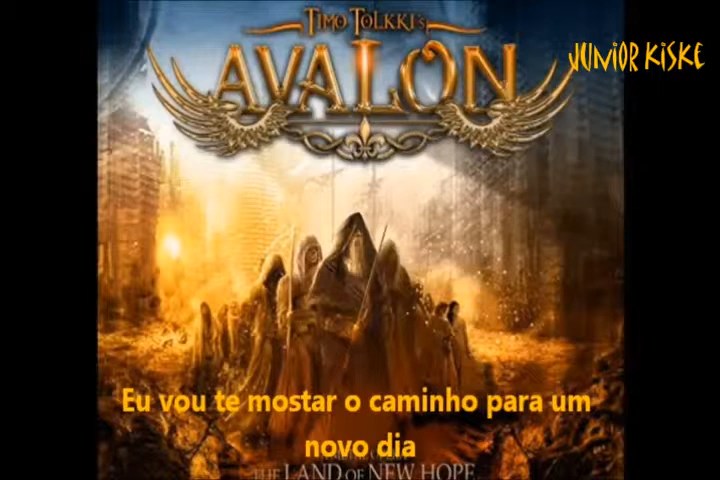 TIMO TOLKKI's
AVALON
JUNIOR KISKE
Eu vou te mostar o caminho para um
novo dia
THE LAND OF NEW HOPE